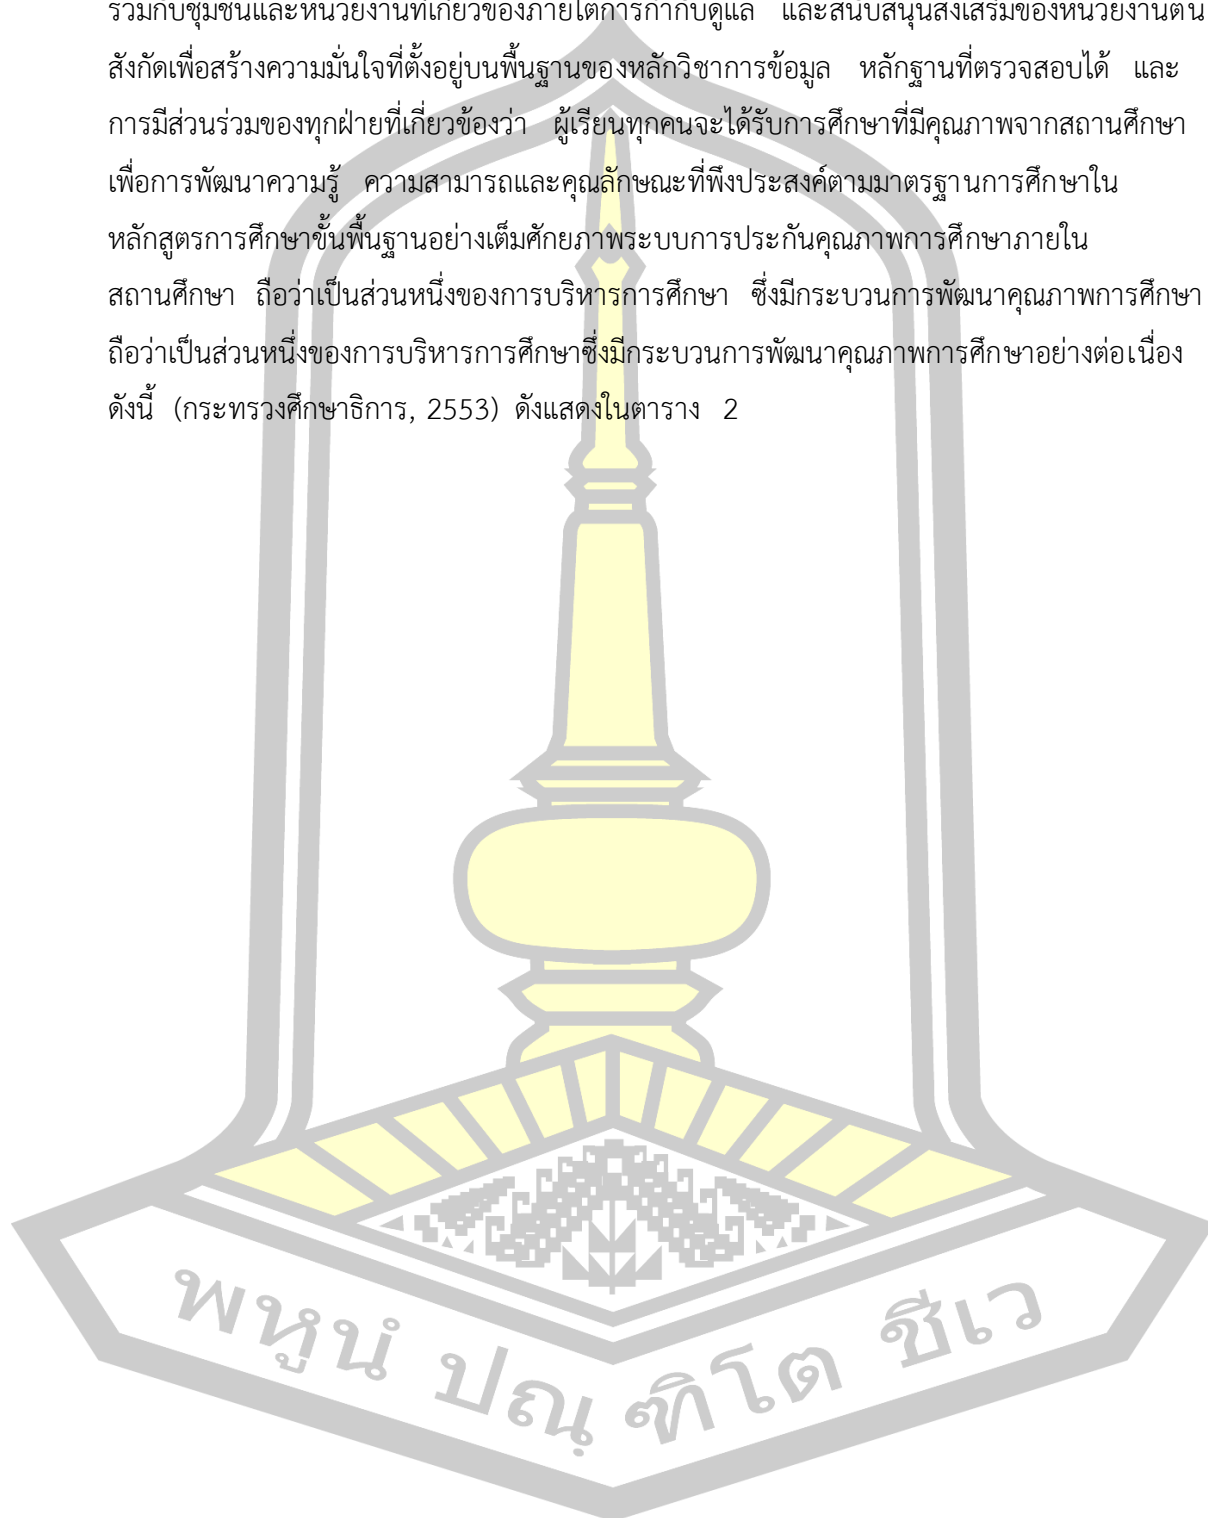 ร่วมกับชุมชนและหน่วยงานที่เกี่ยวข้องภายใต้การกำกับดูแล และสนับสนุนส่งเสริมของหน่วยงานต้น
สังกัดเพื่อสร้างความมั่นใจที่ตั้งอยู่บนพื้นฐานของหลักวิชาการข้อมูล หลักฐานที่ตรวจสอบได้ และ
การมีส่วนร่วมของทุกฝ่ายที่เกี่ยวข้องว่า ผู้เรียนทุกคนจะได้รับการศึกษาที่มีคุณภาพจากสถานศึกษา
เพื่อการพัฒนาความรู้ ความสามารถและคุณลักษณะที่พึงประสงค์ตามมาตรฐานการศึกษาใน
หลักสูตรการศึกษาขั้นพื้นฐานอย่างเต็มศักยภาพระบบการประกันคุณภาพการศึกษาภายใน
สถานศึกษา ถือว่าเป็นส่วนหนึ่งของการบริหารการศึกษา ซึ่งมีกระบวนการพัฒนาคุณภาพการศึกษา
ถือว่าเป็นส่วนหนึ่งของการบริหารการศึกษาซึ่งมีกระบวนการพัฒนาคุณภาพการศึกษาอย่างต่อเนื่อง
ดังนี้ (กระทรวงศึกษาธิการ, 2553) ดังแสดงในตาราง 2
พหูนํ ปณฺฑิโต ชีเว